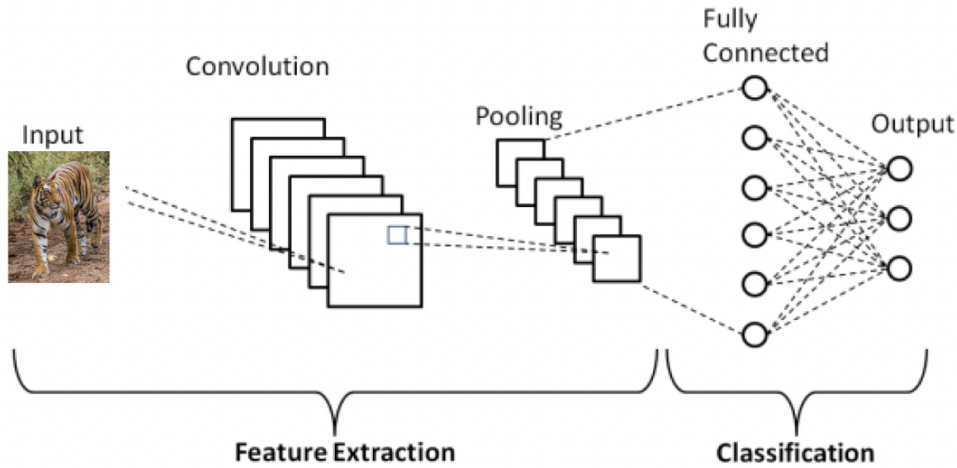 Input
Convolution
Pooling
Fully
Connected
Output
Feature Extraction
Classification